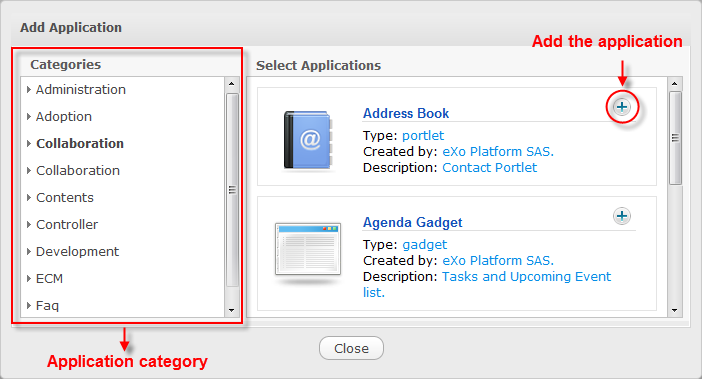 Add Application
Add the application
Categories
Administration
Adoption
Collaboration
Collaboration
Contents
Controller
Development
ECM
Faq
Application category
Select Applications
Address Book
Type: portlet
Created by: eXo Platform SAS.
Description: Contact Portlet
Agenda Gadget
Type: gadget
Created by: eXo Platform SAS.
Description: Tasks and Upcoming Event
list.
Close